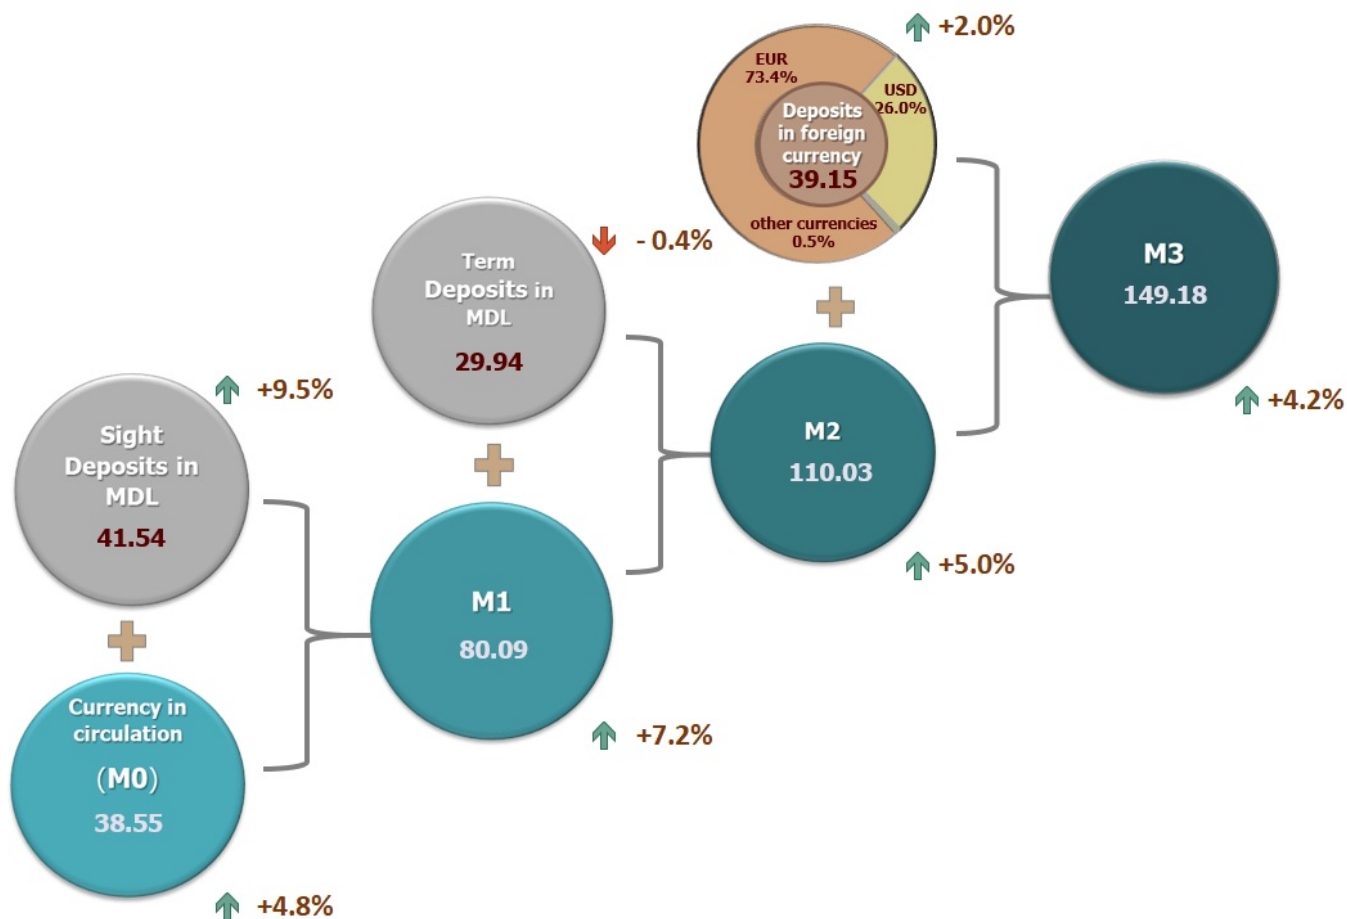 +2.0%
EUR
73.4%
USD
26.0%
Deposits
in foreign
currency
39.15
other currencies
0.5%
M3
149.18
+4.2%
Term
Deposits in
MDL
29.94
- 0.4%
M2
110.03
+5.0%
Sight
Deposits in
MDL
41.54
+9.5%
M1
80.09
+7.2%
Currency in
circulation
(M0)
38.55
+4.8%